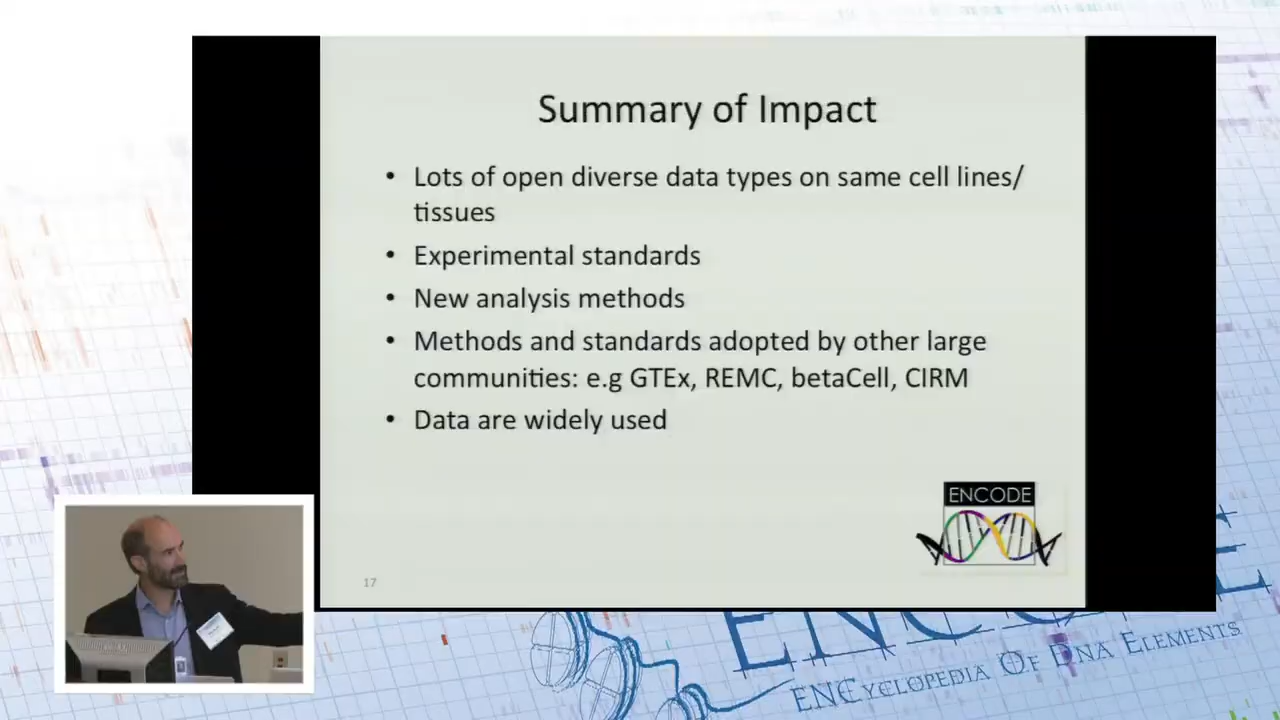 Summary of Impact
• Lots of open diverse data types on same cell lines/
tissues
• Experimental standards
• New analysis methods
• Methods and standards adopted by other large
communities: e.g GTEx, REMC, betaCell, CIRM
• Data are widely used
ENCODE
17
ENCODE
ENCYCLOPEDIA OF DNA ELEMENTS